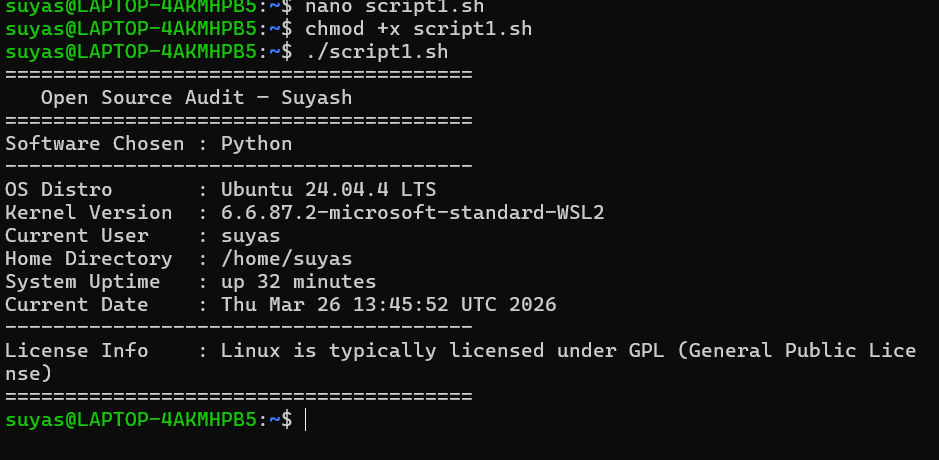 suyas@LAPTOP-4AKMHPB5:~$ nano script1.sh
suyas@LAPTOP-4AKMHPB5:~$ chmod +x script1.sh
suyas@LAPTOP-4AKMHPB5:~$ ./script1.sh
=======================================
   Open Source Audit — Suyash
=======================================
Software Chosen : Python
---------------------------------------
OS Distro       : Ubuntu 24.04.4 LTS
Kernel Version  : 6.6.87.2-microsoft-standard-WSL2
Current User    : suyas
Home Directory  : /home/suyas
System Uptime   : up 32 minutes
Current Date    : Thu Mar 26 13:45:52 UTC 2026
---------------------------------------
License Info    : Linux is typically licensed under GPL (General Public Lice
nse)
=======================================
suyas@LAPTOP-4AKMHPB5:~$